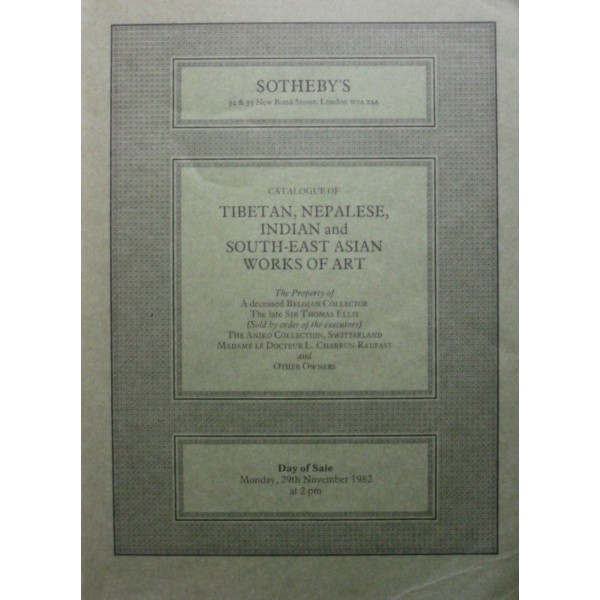 SOTHEBY'S
34 & 35 New Bond Street, London W1A 2AA
CATALOGUE OF
TIBETAN, NEPALESE,
INDIAN and
SOUTH-EAST ASIAN
WORKS OF ART
The Property of
A deceased BELGIAN COLLECTOR
The late SIR THOMAS ELLIS
(Sold by order of the executors)
THE ANIKO COLLECTION, SWITZERLAND
MADAME LE DOCTEUR L.
and
OTHER OWNERS
Day of Sale
Monday, 29th November 1982
at 2 pm